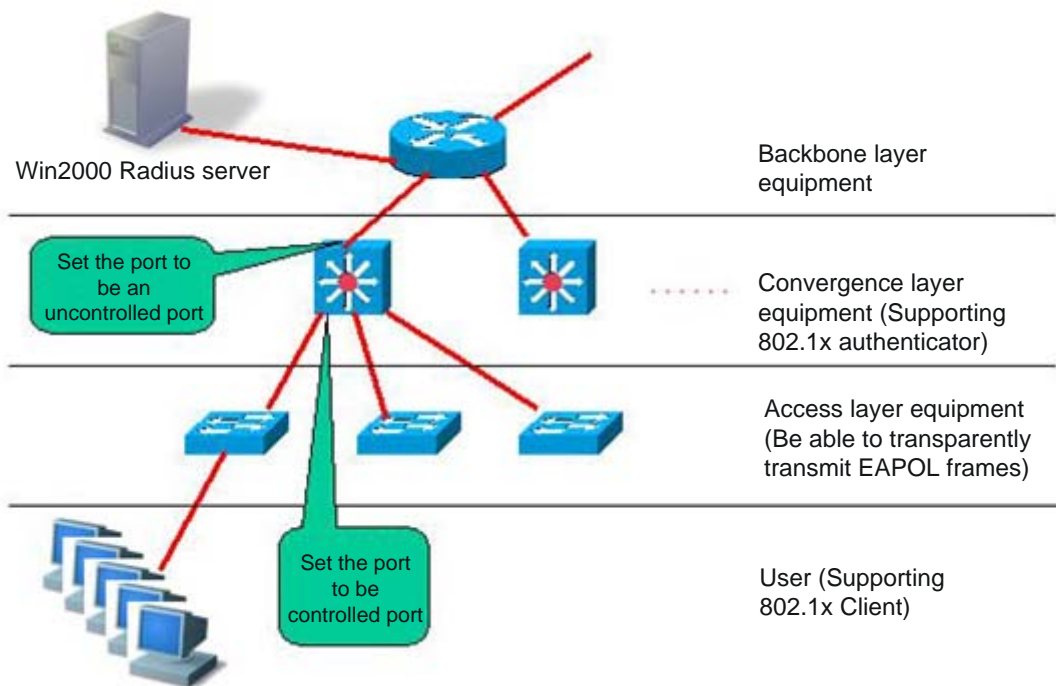 Win2000 Radius server
Backbone layer
equipment
Set the port to
be an
uncontrolled port
Convergence layer
equipment (Supporting
802.1x authenticator)
Access layer equipment
(Be able to transparently
transmit EAPOL frames)
Set the port
to be
controlled port
User (Supporting
802.1x Client)